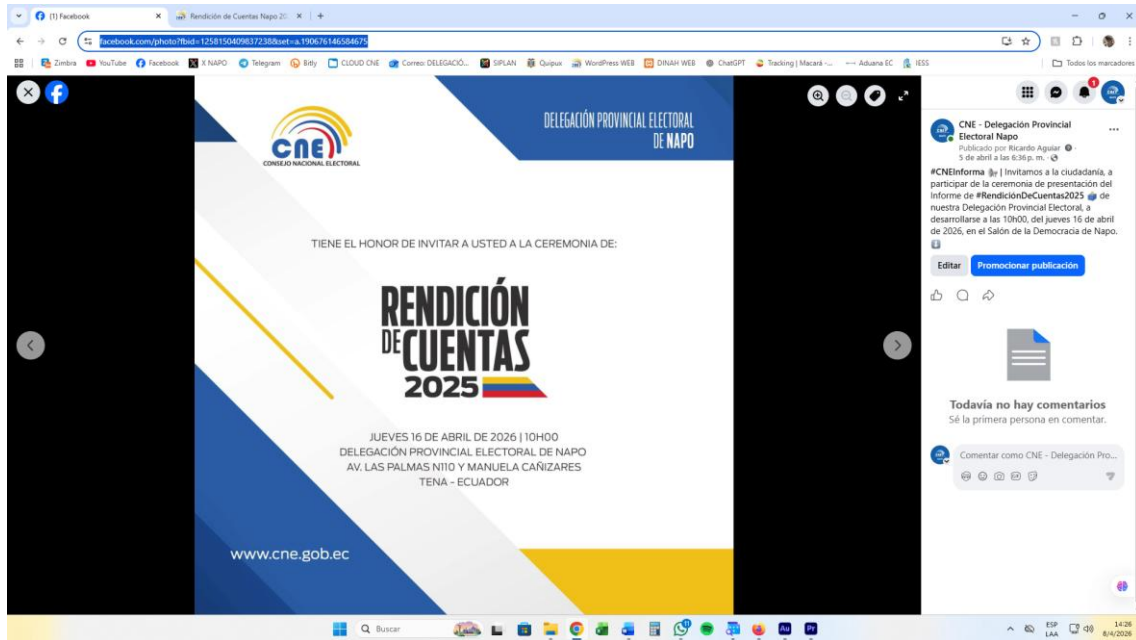 (1) Facebook
Rendición de Cuentas Napo 20
facebook.com/photo?fbid=1258150409837238&set=a.190676146584675
Zimbra YouTube Facebook X NAPO Telegram Bitly CLOUD CNE Correo: DELEGACIÓ... SIPLAN Quipux WordPress WEB DINAH WEB ChatGPT Tracking | Macará -... Aduana EC IESS Todos los marcadores
CNE
CONSEJO NACIONAL ELECTORAL
DELEGACIÓN PROVINCIAL ELECTORAL
DE NAPO
TIENE EL HONOR DE INVITAR A USTED A LA CEREMONIA DE:
RENDICIÓN
DE CUENTAS
2025
JUEVES 16 DE ABRIL DE 2026 | 10H00
DELEGACIÓN PROVINCIAL ELECTORAL DE NAPO
AV. LAS PALMAS N110 Y MANUELA CAÑIZARES
TENA – ECUADOR
www.cne.gob.ec
1
CNE - Delegación Provincial
Electoral Napo
Publicado por Ricardo Aguiar
5 de abril a las 6:36 p. m.
#CNEInforma | Invitamos a la ciudadanía, a
participar de la ceremonia de presentación del
Informe de #RendiciónDeCuentas2025 de
nuestra Delegación Provincial Electoral, a
desarrollarse a las 10h00, del jueves 16 de abril
de 2026, en el Salón de la Democracia de Napo.
Editar Promocionar publicación
Todavía no hay comentarios
Sé la primera persona en comentar.
Comentar como CNE - Delegación Pro...
Buscar
Au Pr
ESP
LAA
14:26
8/4/2026